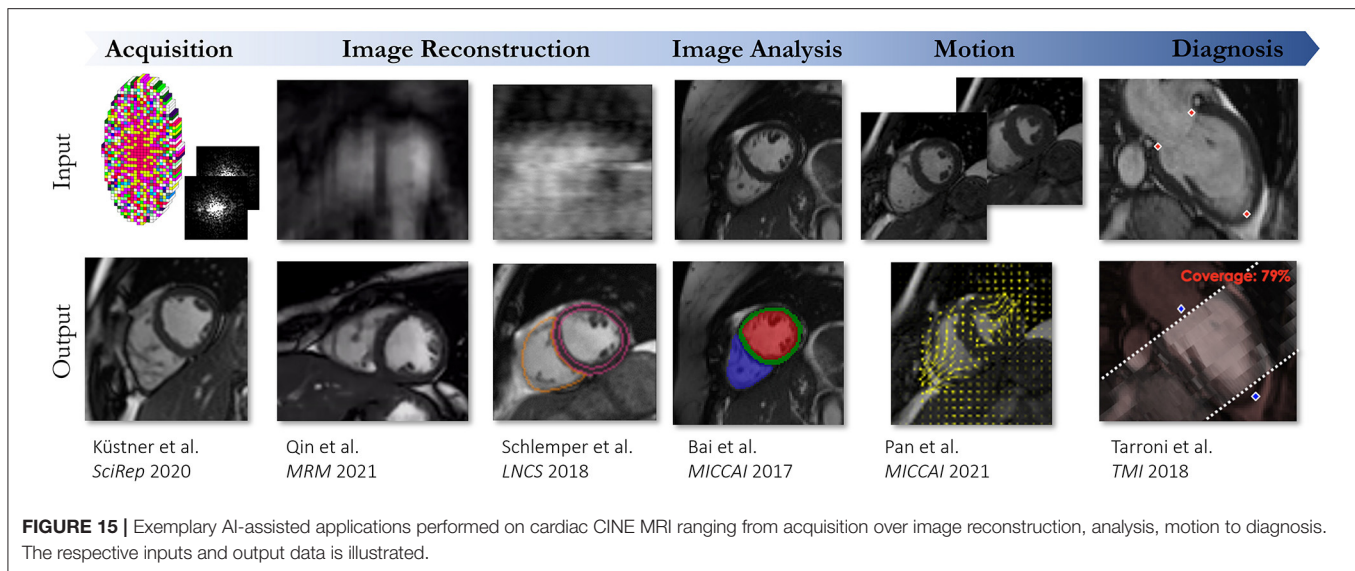 Acquisition
Image Reconstruction
Image Analysis
Motion
Diagnosis
Input
Output
Coverage: 79%
Küstner et al.
SciRep 2020
Qin et al.
MRM 2021
Schlemper et al.
LNCS 2018
Bai et al.
MICCAI 2017
Pan et al.
MICCAI 2021
Tarroni et al.
TMI 2018
FIGURE 15 | Exemplary AI-assisted applications performed on cardiac CINE MRI ranging from acquisition over image reconstruction, analysis, motion to diagnosis.
The respective inputs and output data is illustrated.